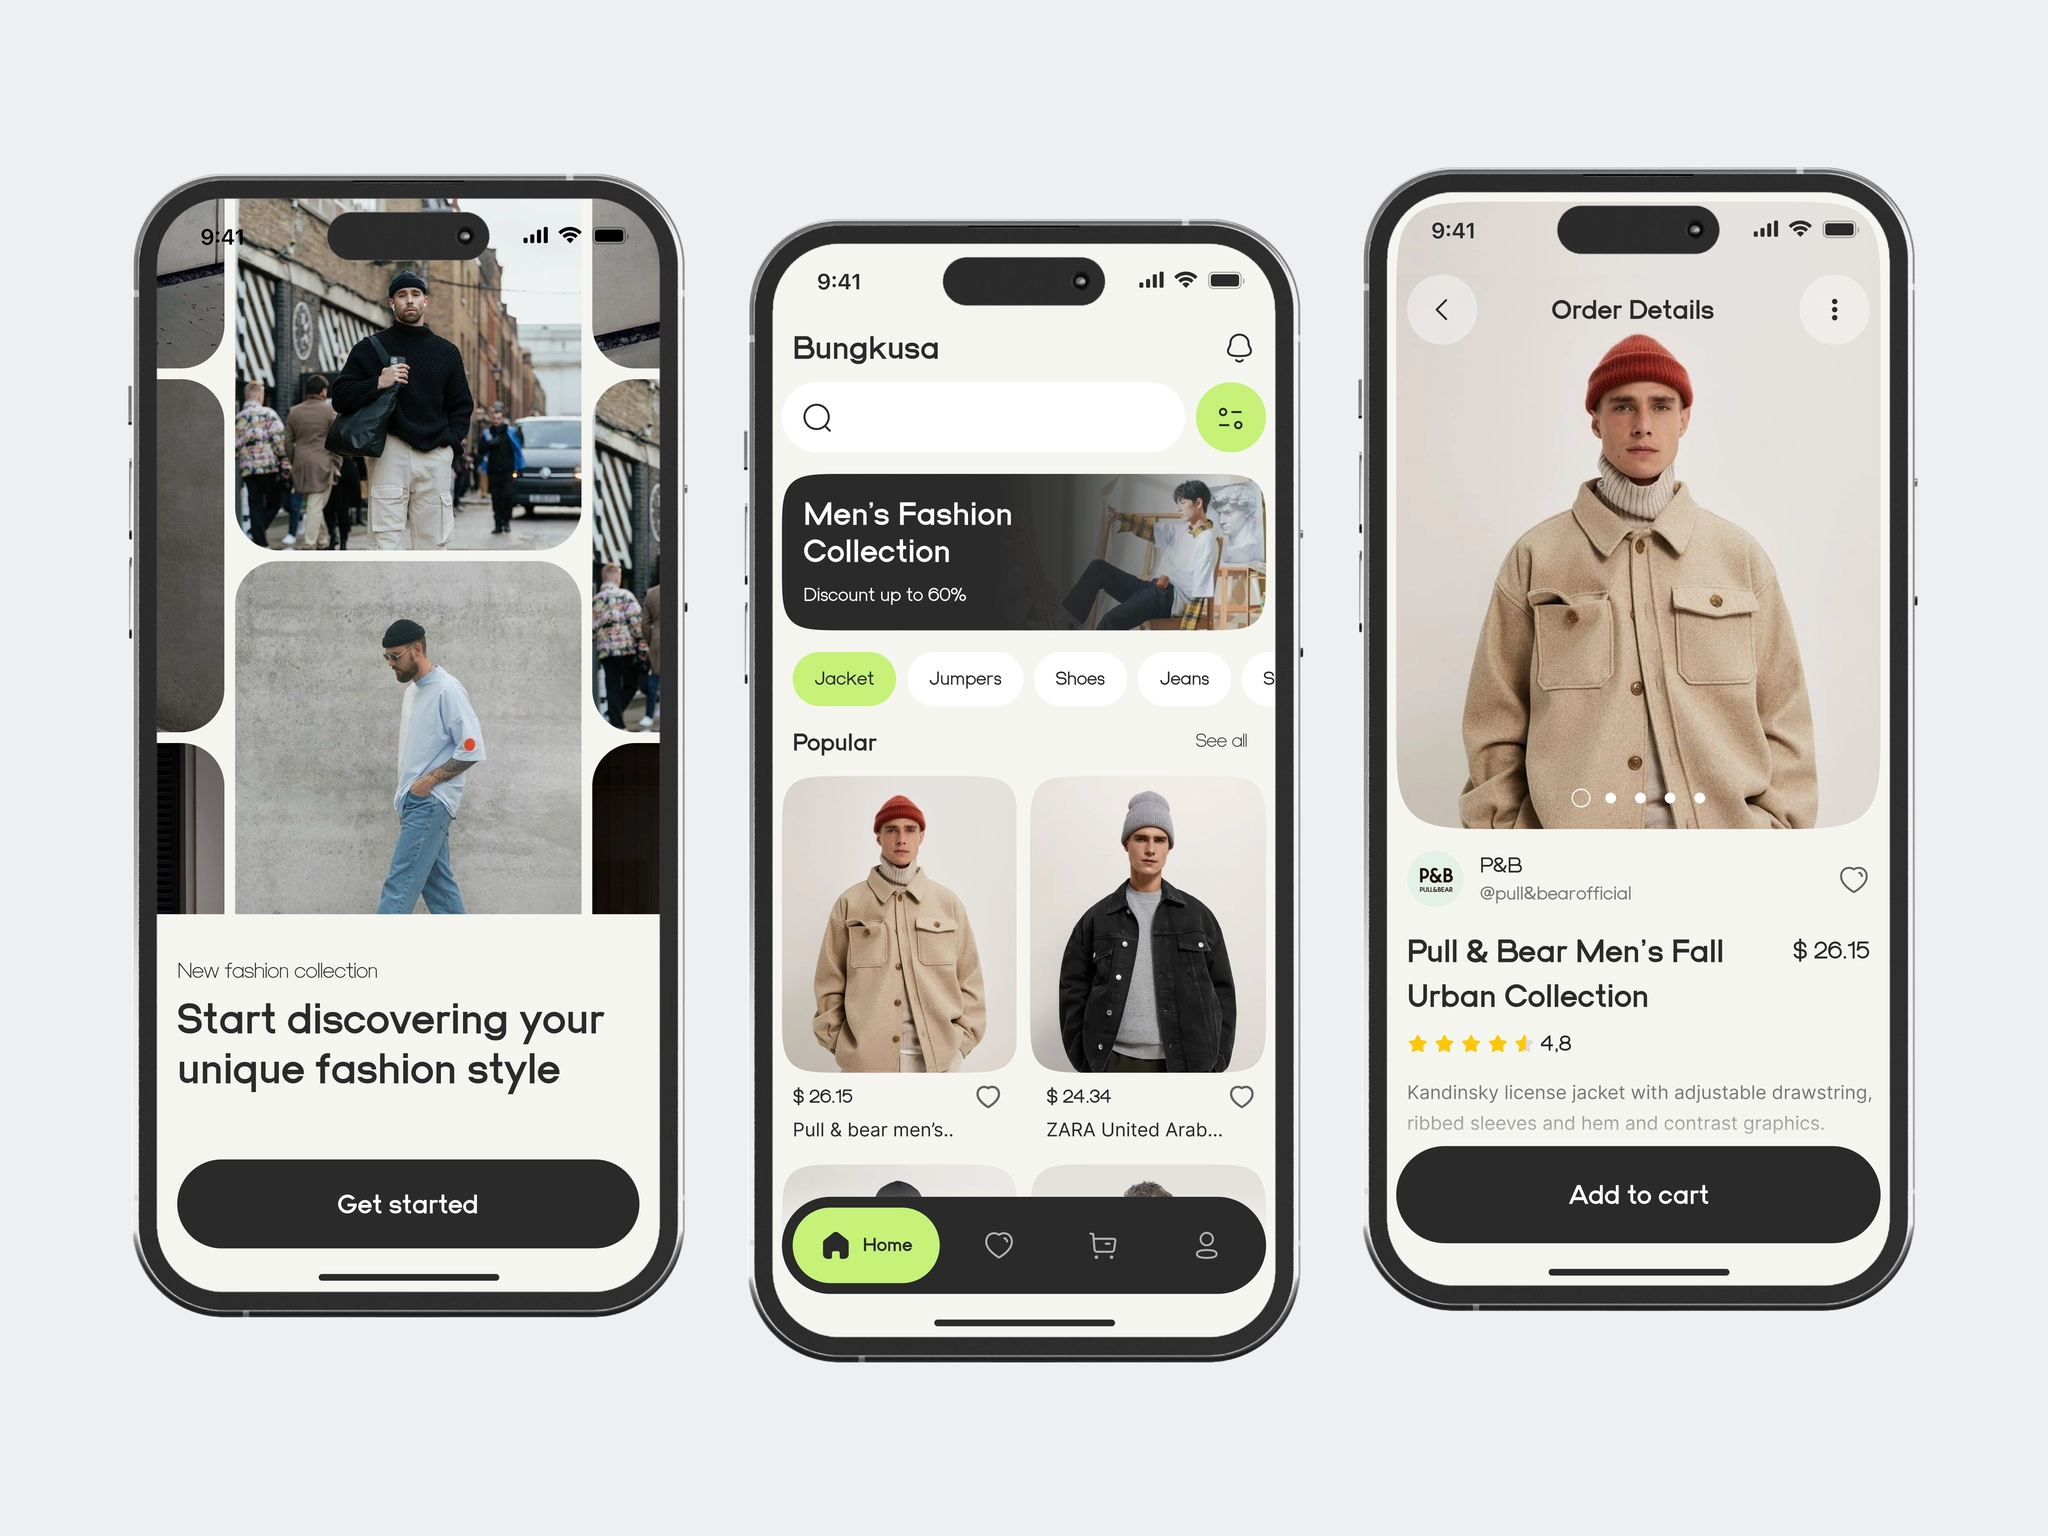 9:41
New fashion collection
Start discovering your
unique fashion style
Get started
9:41
Bungkusa
Men's Fashion
Collection
Discount up to 60%
Jacket
Jumpers
Shoes
Jeans
S
Popular
See all
$ 26.15
Pull & bear men's..
$ 24.34
ZARA United Arab...
Home
9:41
Order Details
P&B
PULL&BEAR
P&B
@pull&bearofficial
Pull & Bear Men's Fall
Urban Collection
$ 26.15
4,8
Kandinsky license jacket with adjustable drawstring,
ribbed sleeves and hem and contrast graphics.
Add to cart